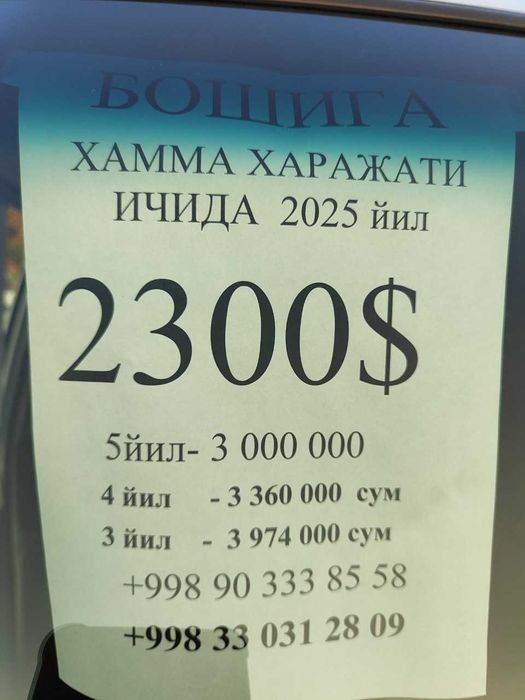 БОШИГА
ХАММА ХАРАЖАТИ
ИЧИДА 2025 йил
2300$
5йил- 3 000 000
4 йил - 3 360 000 сум
3 йил - 3 974 000 сум
+998 90 333 85 58
+998 33 031 28 09